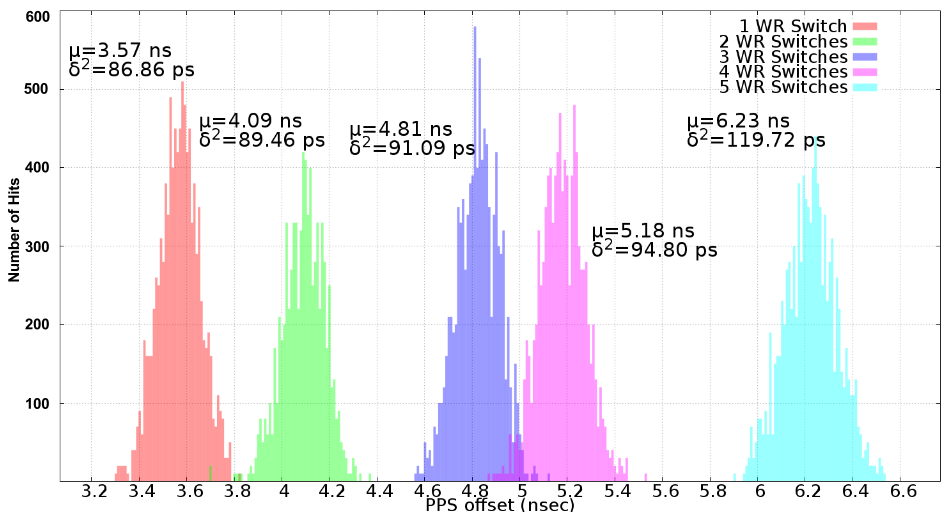 600
500
400
300
200
100
Number of Hits
μ=3.57 ns
δ²=86.86 ps
μ=4.09 ns
δ²=89.46 ps
μ=4.81 ns
δ²=91.09 ps
μ=5.18 ns
δ²=94.80 ps
μ=6.23 ns
δ²=119.72 ps
1 WR Switch
2 WR Switches
3 WR Switches
4 WR Switches
5 WR Switches
3.2 3.4 3.6 3.8 4 4.2 4.4 4.6 4.8 5 5.2 5.4 5.6 5.8 6 6.2 6.4 6.6
PPS offset (nsec)